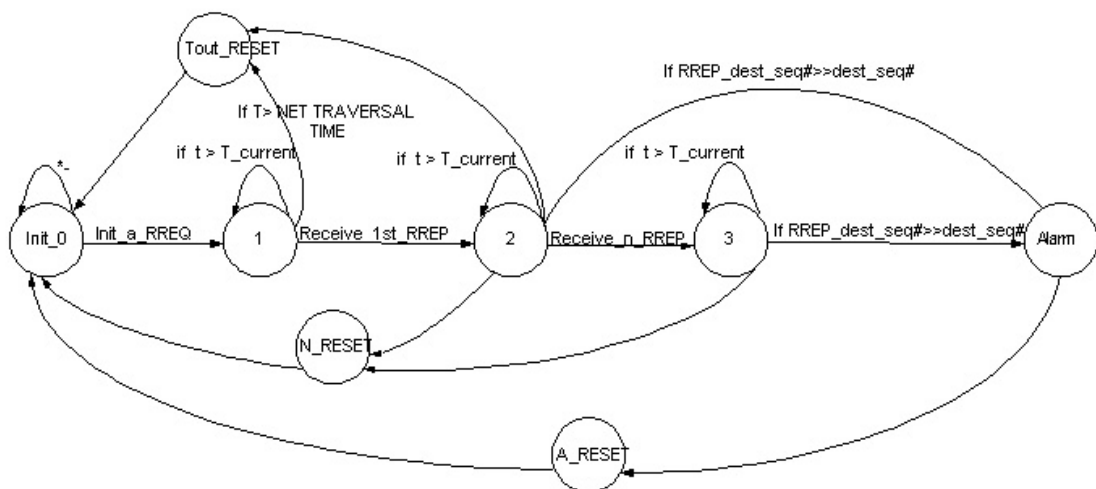 Tout_RESET
If RREP_dest_seq#>>dest_seq#
If T> NET TRAVERSAL
TIME
if t > T_current
if t > T_current
if t > T_current
*-
Init_0
Init_a_RREQ
1
Receive_1st_RREP
2
Receive_n_RREP
3
If RREP_dest_seq#>>dest_seq#
Alarm
N_RESET
A_RESET